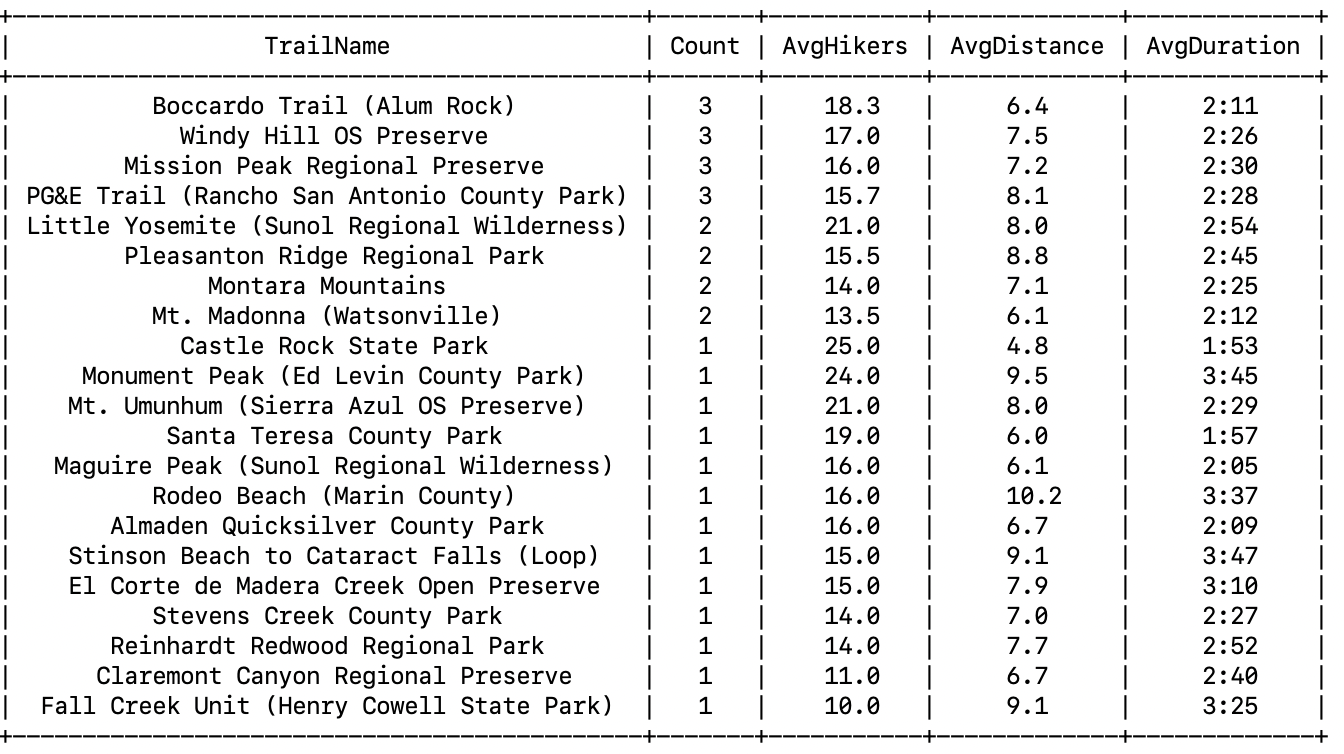 +---------------------------------------------+-------+------------+-------------+-------------+
|                  TrailName                  | Count | AvgHikers | AvgDistance | AvgDuration |
+---------------------------------------------+-------+------------+-------------+-------------+
| Boccardo Trail (Alum Rock) | 3 | 18.3 | 6.4 | 2:11 |
| Windy Hill OS Preserve | 3 | 17.0 | 7.5 | 2:26 |
| Mission Peak Regional Preserve | 3 | 16.0 | 7.2 | 2:30 |
| PG&E Trail (Rancho San Antonio County Park) | 3 | 15.7 | 8.1 | 2:28 |
| Little Yosemite (Sunol Regional Wilderness) | 2 | 21.0 | 8.0 | 2:54 |
| Pleasanton Ridge Regional Park | 2 | 15.5 | 8.8 | 2:45 |
| Montara Mountains | 2 | 14.0 | 7.1 | 2:25 |
| Mt. Madonna (Watsonville) | 2 | 13.5 | 6.1 | 2:12 |
| Castle Rock State Park | 1 | 25.0 | 4.8 | 1:53 |
| Monument Peak (Ed Levin County Park) | 1 | 24.0 | 9.5 | 3:45 |
| Mt. Umunhum (Sierra Azul OS Preserve) | 1 | 21.0 | 8.0 | 2:29 |
| Santa Teresa County Park | 1 | 19.0 | 6.0 | 1:57 |
| Maguire Peak (Sunol Regional Wilderness) | 1 | 16.0 | 6.1 | 2:05 |
| Rodeo Beach (Marin County) | 1 | 16.0 | 10.2 | 3:37 |
| Almaden Quicksilver County Park | 1 | 16.0 | 6.7 | 2:09 |
| Stinson Beach to Cataract Falls (Loop) | 1 | 15.0 | 9.1 | 3:47 |
| El Corte de Madera Creek Open Preserve | 1 | 15.0 | 7.9 | 3:10 |
| Stevens Creek County Park | 1 | 14.0 | 7.0 | 2:27 |
| Reinhardt Redwood Regional Park | 1 | 14.0 | 7.7 | 2:52 |
| Claremont Canyon Regional Preserve | 1 | 11.0 | 6.7 | 2:40 |
| Fall Creek Unit (Henry Cowell State Park) | 1 | 10.0 | 9.1 | 3:25 |
+---------------------------------------------+-------+------------+-------------+-------------+